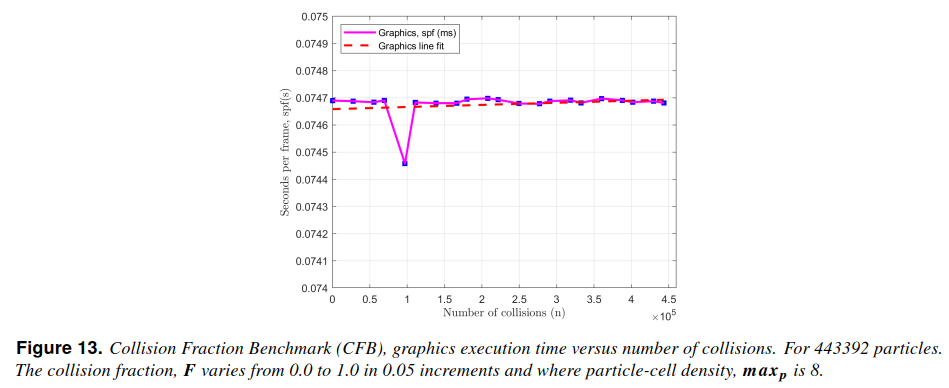 0.075
0.0749
0.0748
0.0747
0.0746
0.0745
0.0744
0.0743
0.0742
0.0741
0.074
Seconds per frame, spf(s)
Graphics, spf (ms)
Graphics line fit
0 0.5 1 1.5 2 2.5 3 3.5 4 4.5
Number of collisions (n)
×10⁵
Figure 13. Collision Fraction Benchmark (CFB), graphics execution time versus number of collisions. For 443392 particles.
The collision fraction, F varies from 0.0 to 1.0 in 0.05 increments and where particle-cell density, maxₚ is 8.